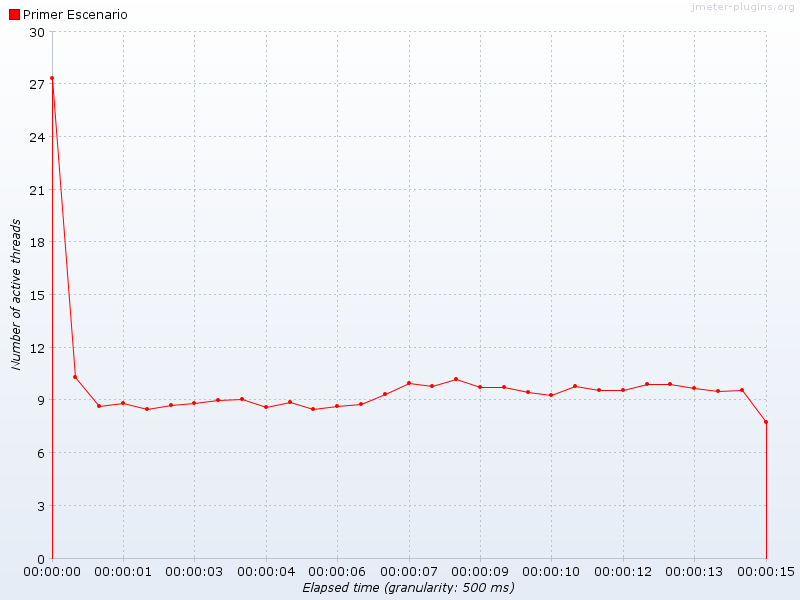 jmeter-plugins.org
Primer Escenario
30
27
24
21
18
15
12
9
6
3
0
Number of active threads
00:00:00 00:00:01 00:00:03 00:00:04 00:00:06 00:00:07 00:00:09 00:00:10 00:00:12 00:00:13 00:00:15
Elapsed time (granularity: 500 ms)